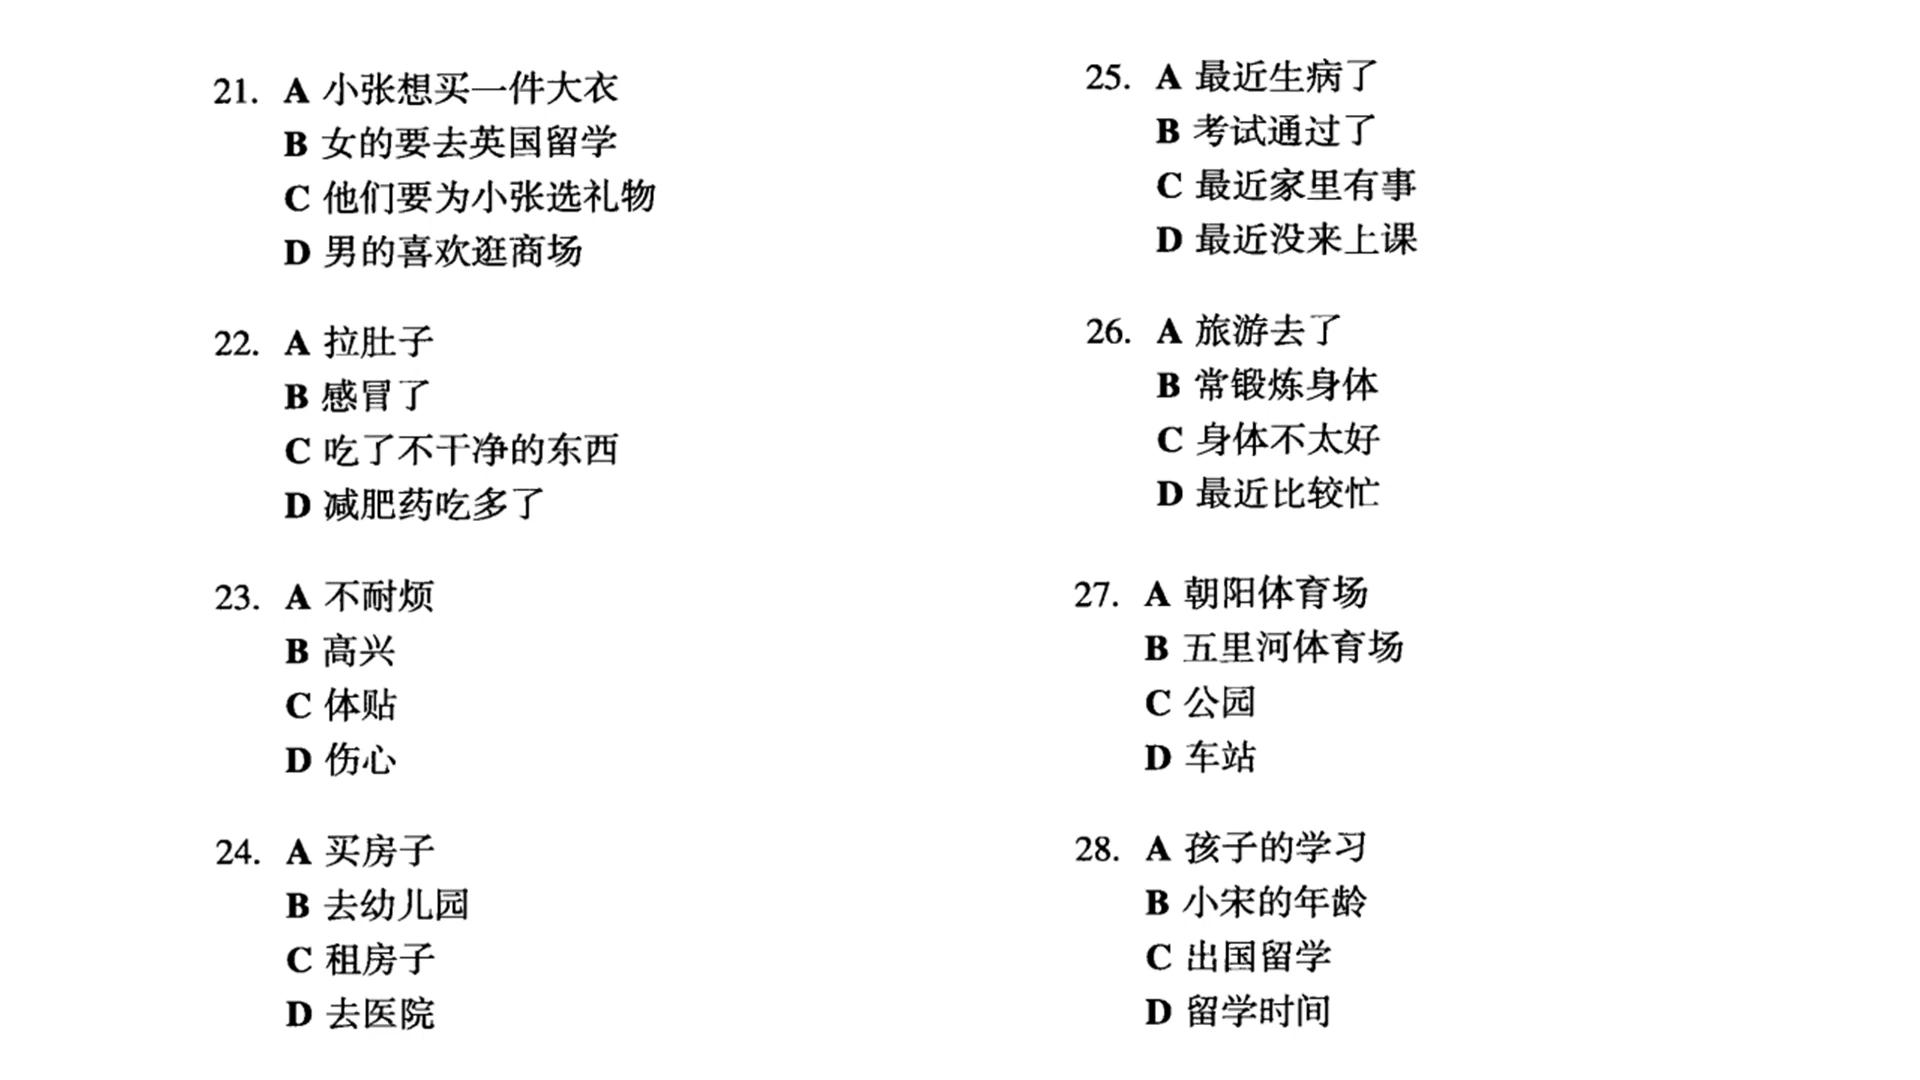 21. A 小张想买一件大衣
B 女的要去英国留学
C 他们要为小张选礼物
D 男的喜欢逛商场
22. A 拉肚子
B 感冒了
C 吃了不干净的东西
D 减肥药吃多了
23. A 不耐烦
B 高兴
C 体贴
D 伤心
24. A 买房子
B 去幼儿园
C 租房子
D 去医院
25. A 最近生病了
B 考试通过了
C 最近家里有事
D 最近没来上课
26. A 旅游去了
B 常锻炼身体
C 身体不太好
D 最近比较忙
27. A 朝阳体育场
B 五里河体育场
C 公园
D 车站
28. A 孩子的学习
B 小宋的年龄
C 出国留学
D 留学时间